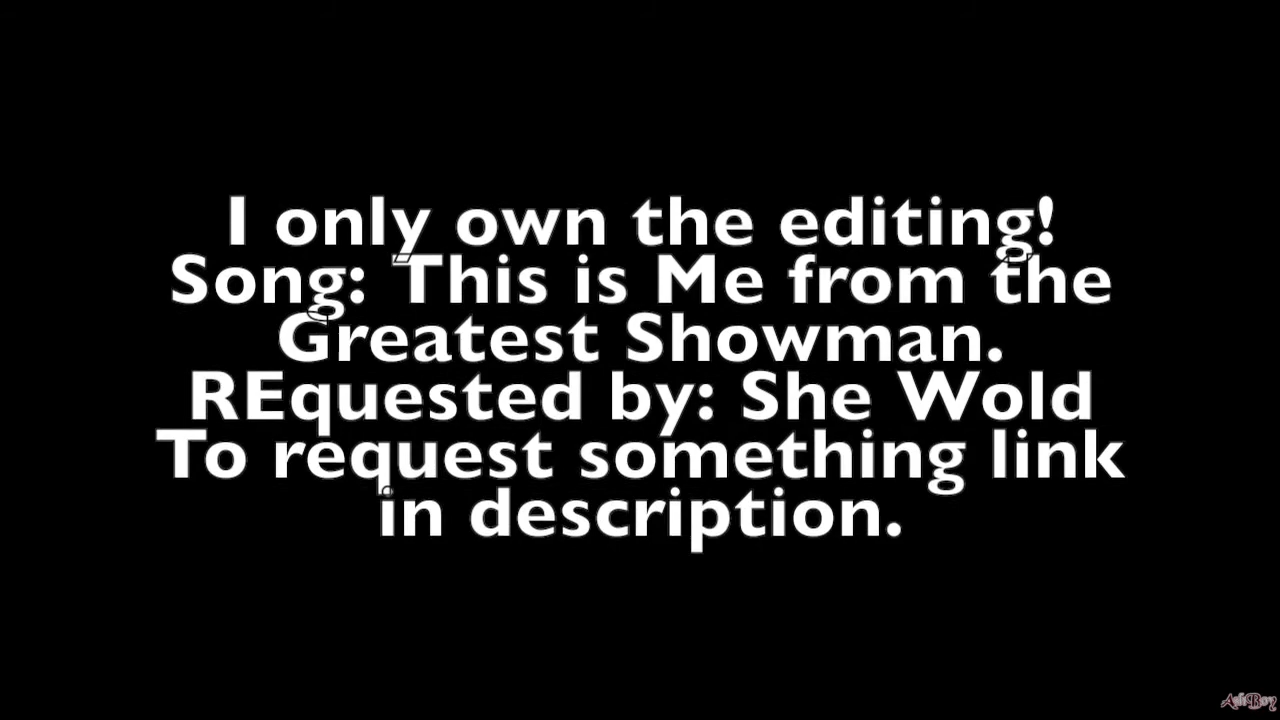 I only own the editing!
Song: This is Me from the
Greatest Showman.
REquested by: She Wold
To request something link
in description.